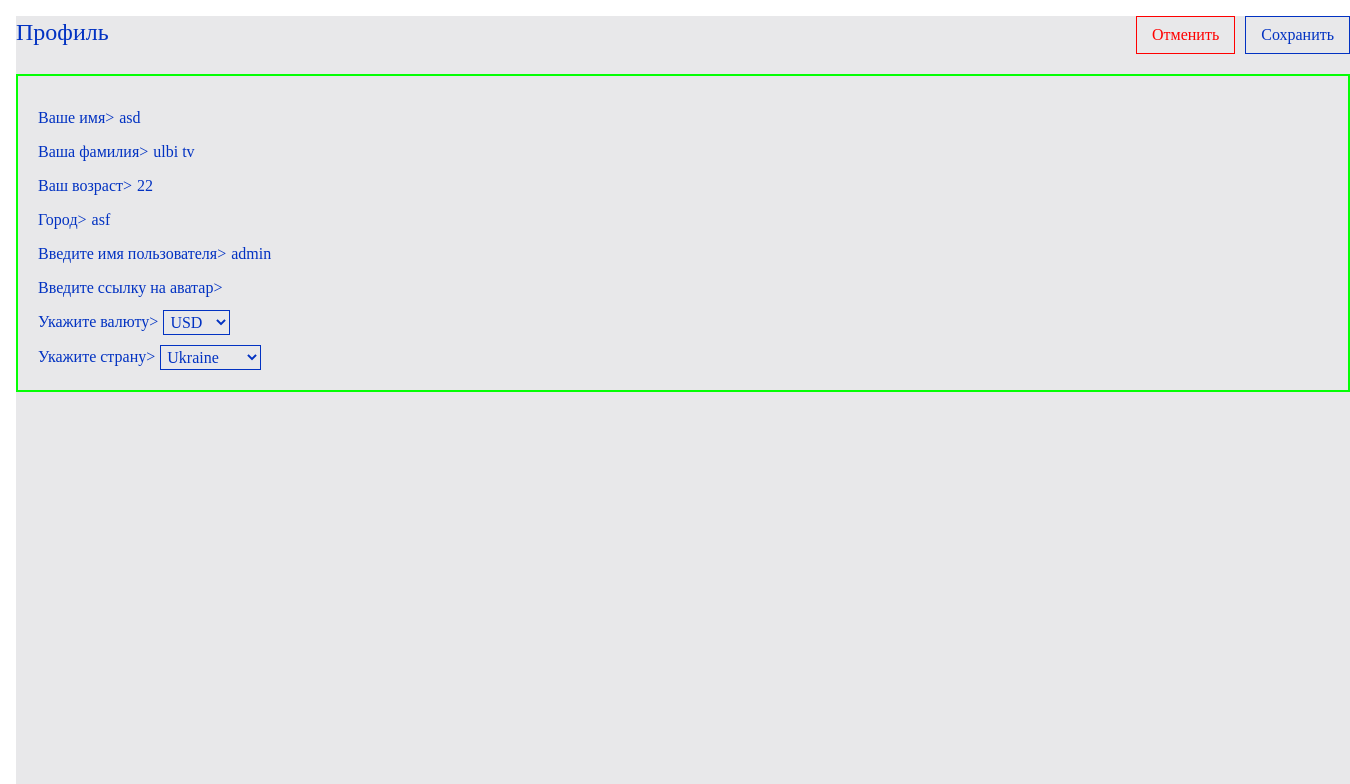 Профиль
Отменить
Сохранить
Ваше имя> asd
Ваша фамилия> ulbi tv
Ваш возраст> 22
Город> asf
Введите имя пользователя> admin
Введите ссылку на аватар>
Укажите валюту> USD
Укажите страну> Ukraine